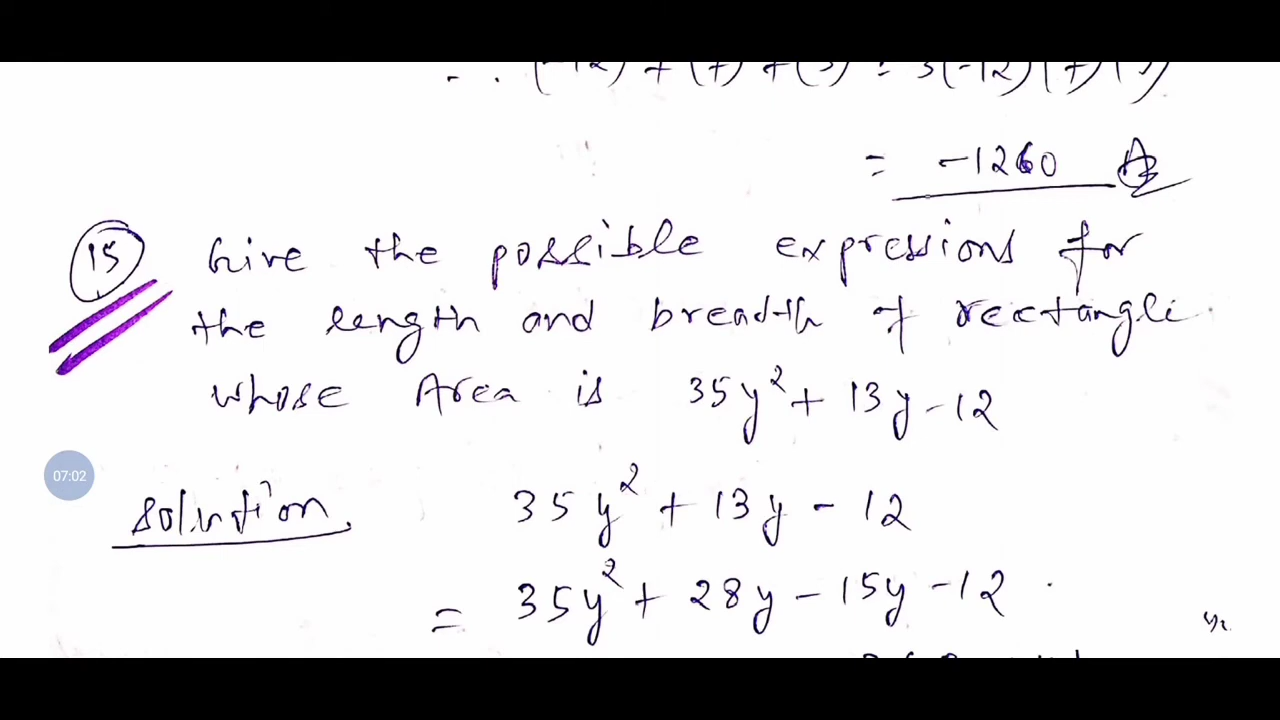 = -1260 A
15 Give the possible expressions for
the length and breadth of rectangle
whose Area is 35y² + 13y - 12
07:02
solution,
35y² + 13y - 12
= 35y² + 28y - 15y - 12